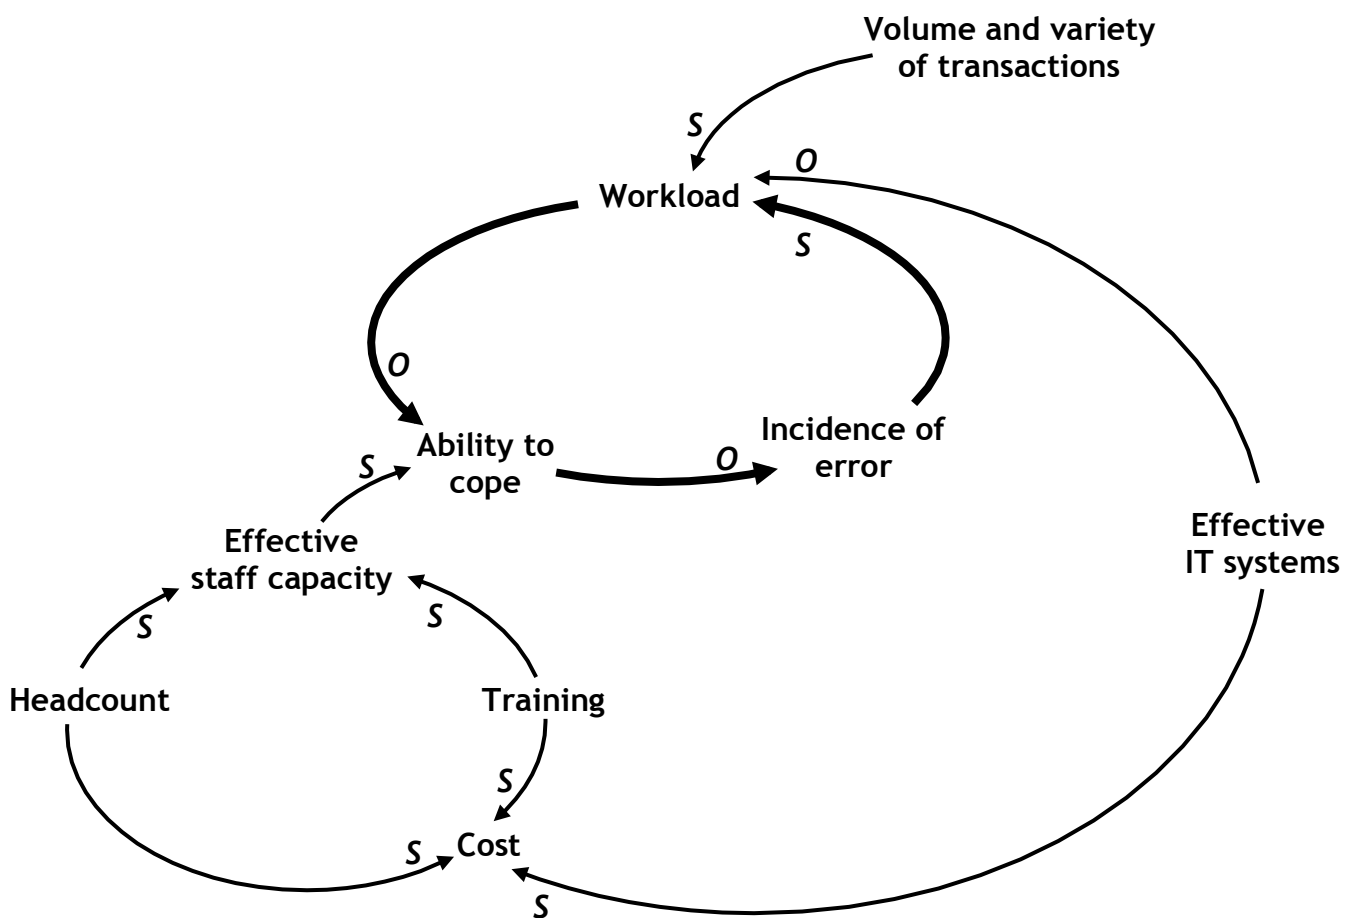 Volume and variety
of transactions
S
O
Workload
S
O
Ability to
cope
Incidence of
error
O
S
Effective
staff capacity
Effective
IT systems
S
S
Headcount
Training
S
S
Cost
S